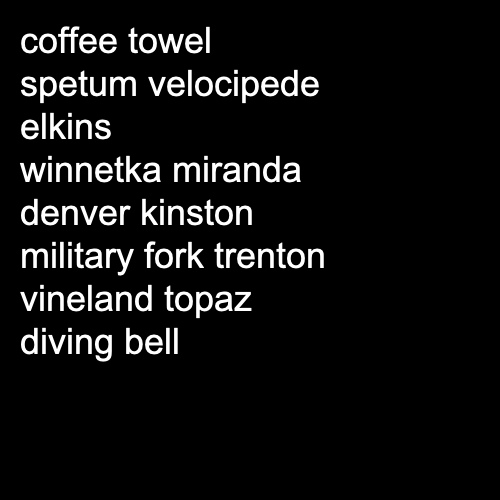 coffee towel
spetum velocipede
elkins
winnetka miranda
denver kinston
military fork trenton
vineland topaz
diving bell